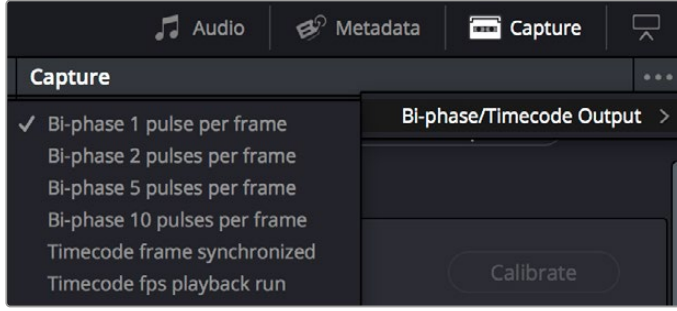 Audio
Metadata
Capture
Capture
Bi-phase/Timecode Output >
✓ Bi-phase 1 pulse per frame
Bi-phase 2 pulses per frame
Bi-phase 5 pulses per frame
Bi-phase 10 pulses per frame
Timecode frame synchronized
Timecode fps playback run
Calibrate